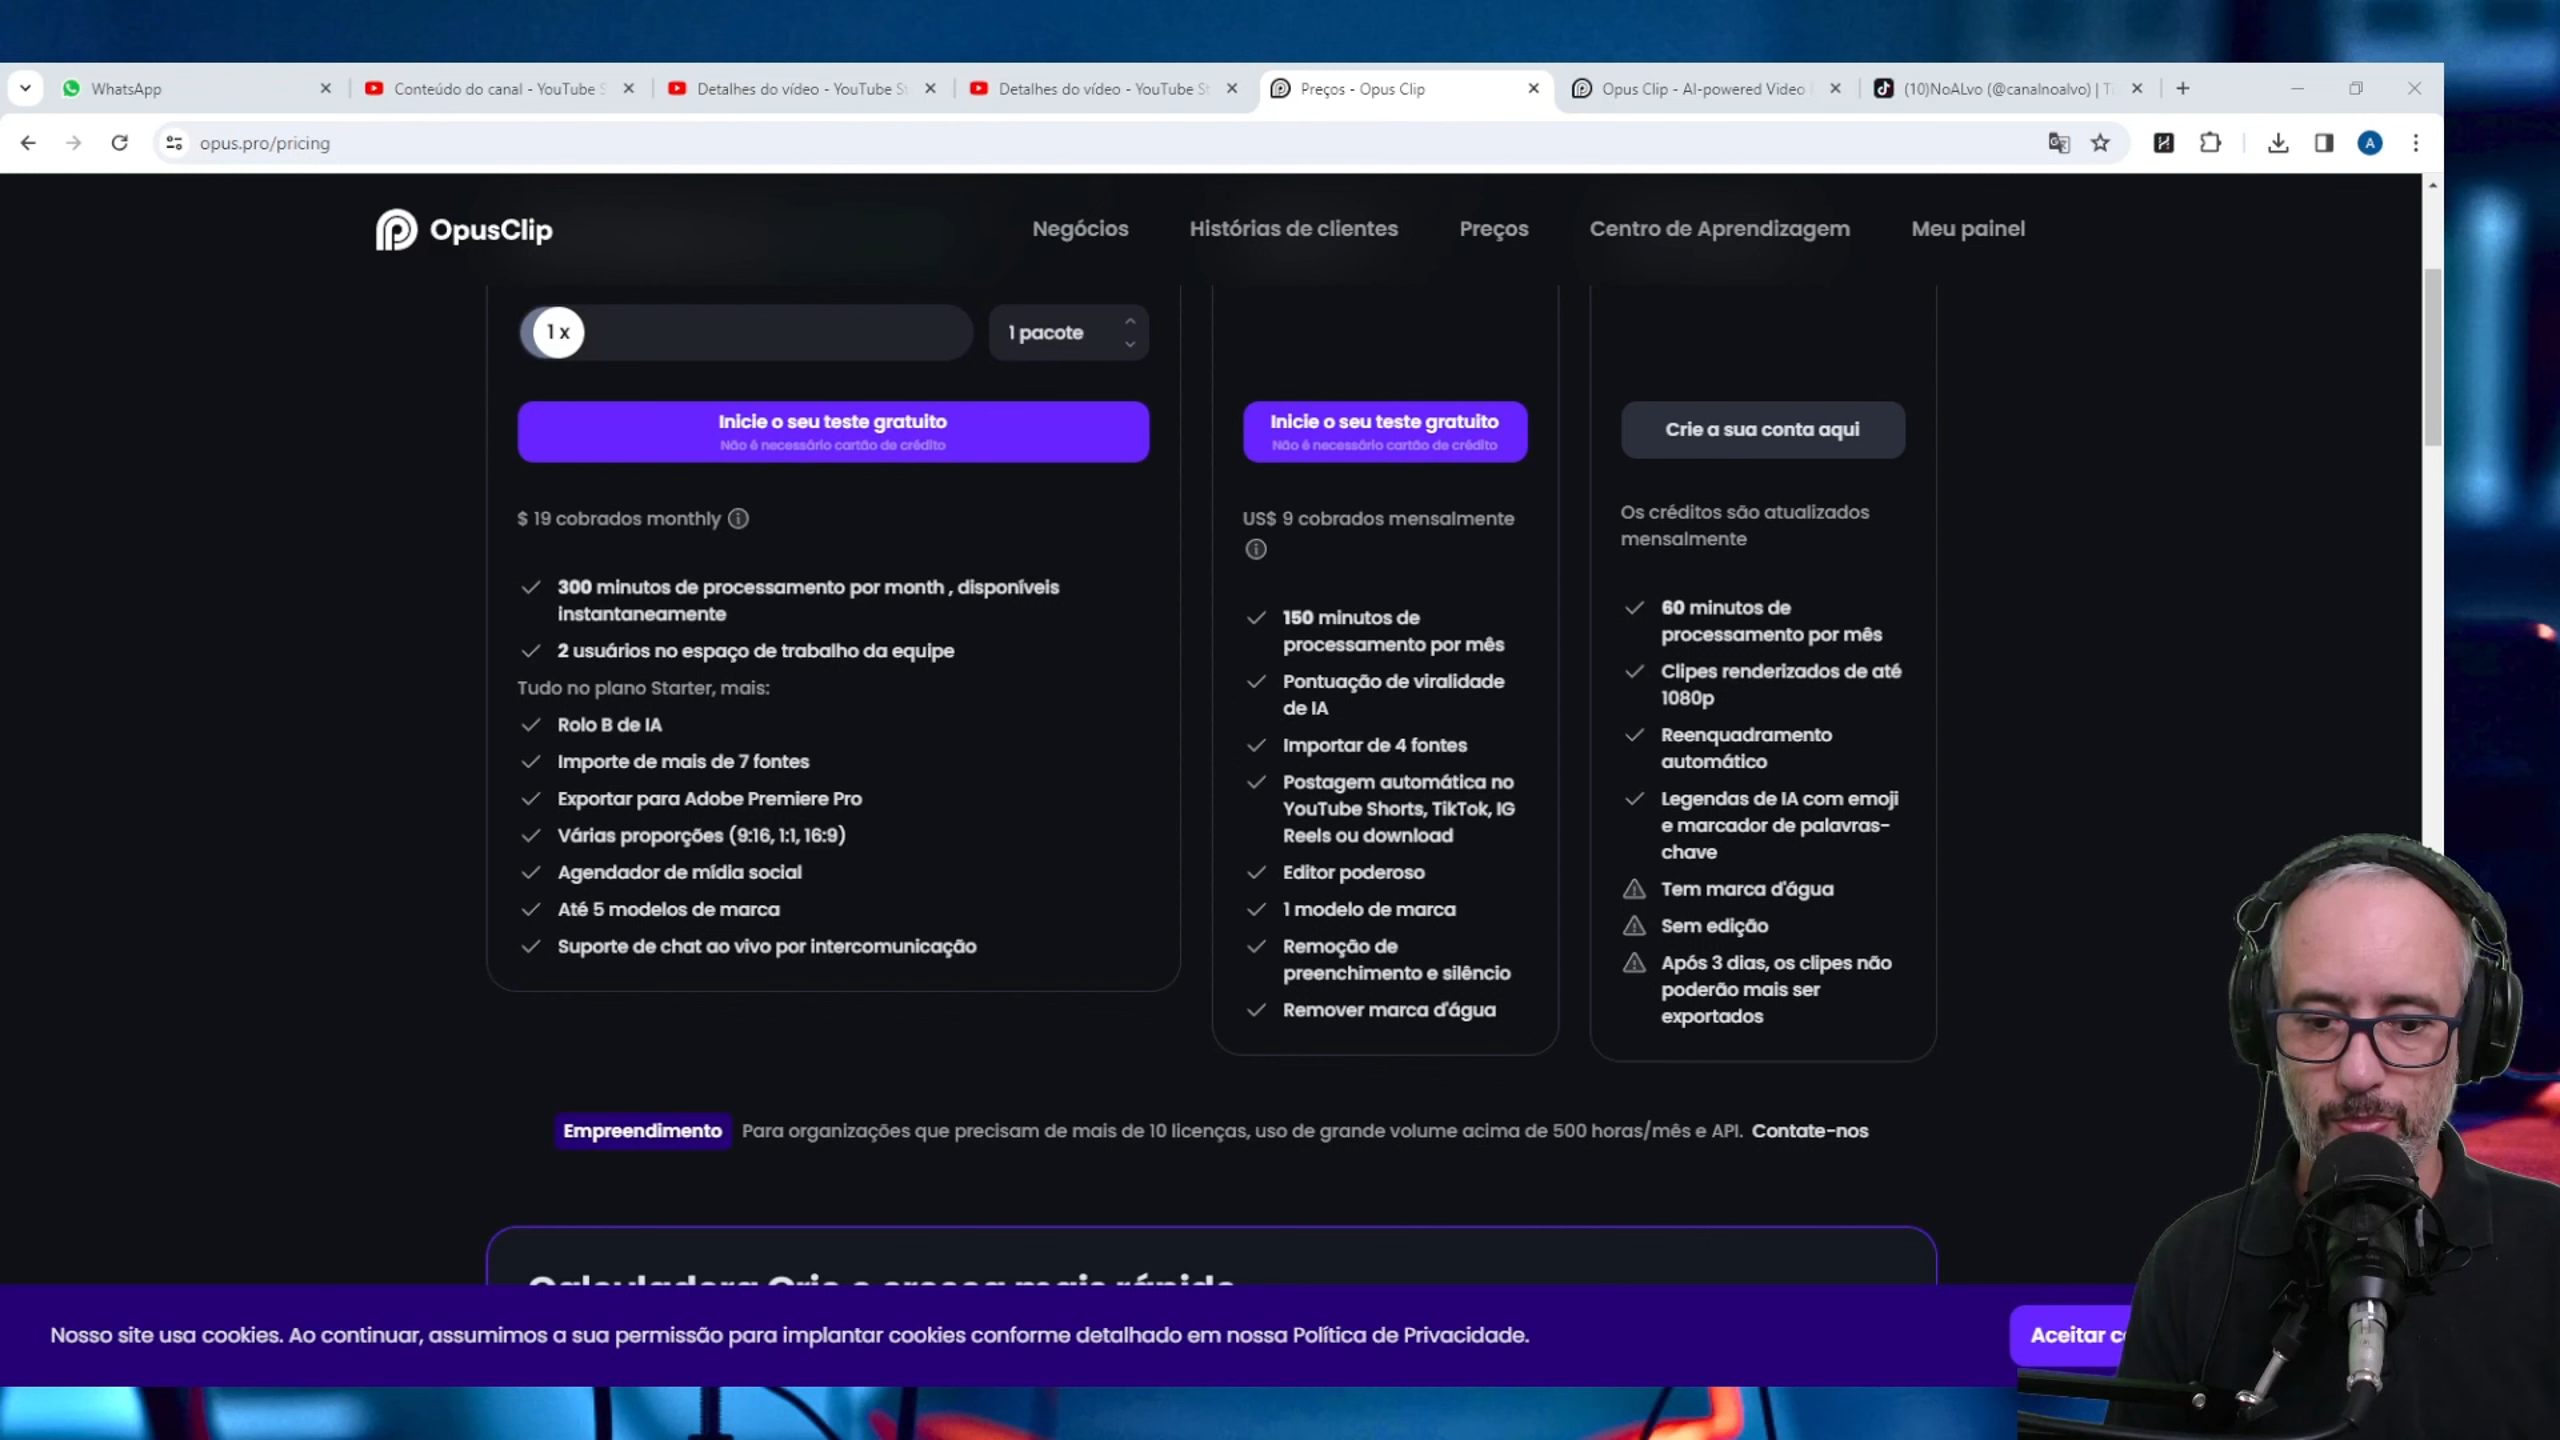 WhatsApp
Conteúdo do canal - YouTube S
Detalhes do vídeo - YouTube St
Detalhes do vídeo - YouTube St
Preços - Opus Clip
Opus Clip - AI-powered Video
(10)NoALvo (@canalnoalvo) | T
opus.pro/pricing
A
OpusClip
Negócios
Histórias de clientes
Preços
Centro de Aprendizagem
Meu painel
1 x
1 pacote
Inicie o seu teste gratuito
Não é necessário cartão de crédito
$ 19 cobrados monthly
300 minutos de processamento por month , disponíveis
instantaneamente
2 usuários no espaço de trabalho da equipe
Tudo no plano Starter, mais:
Rolo B de IA
Importe de mais de 7 fontes
Exportar para Adobe Premiere Pro
Várias proporções (9:16, 1:1, 16:9)
Agendador de mídia social
Até 5 modelos de marca
Suporte de chat ao vivo por intercomunicação
Inicie o seu teste gratuito
Não é necessário cartão de crédito
US$ 9 cobrados mensalmente
150 minutos de
processamento por mês
Pontuação de viralidade
de IA
Importar de 4 fontes
Postagem automática no
YouTube Shorts, TikTok, IG
Reels ou download
Editor poderoso
1 modelo de marca
Remoção de
preenchimento e silêncio
Remover marca d'água
Crie a sua conta aqui
Os créditos são atualizados
mensalmente
60 minutos de
processamento por mês
Clipes renderizados de até
1080p
Reenquadramento
automático
Legendas de IA com emoji
e marcador de palavras-
chave
Tem marca d'água
Sem edição
Após 3 dias, os clipes não
poderão mais ser
exportados
Empreendimento
Para organizações que precisam de mais de 10 licenças, uso de grande volume acima de 500 horas/mês e API. Contate-nos
Calculadora Crie e cresça mais rápido
Nosso site usa cookies. Ao continuar, assumimos a sua permissão para implantar cookies conforme detalhado em nossa Política de Privacidade.
Aceitar c